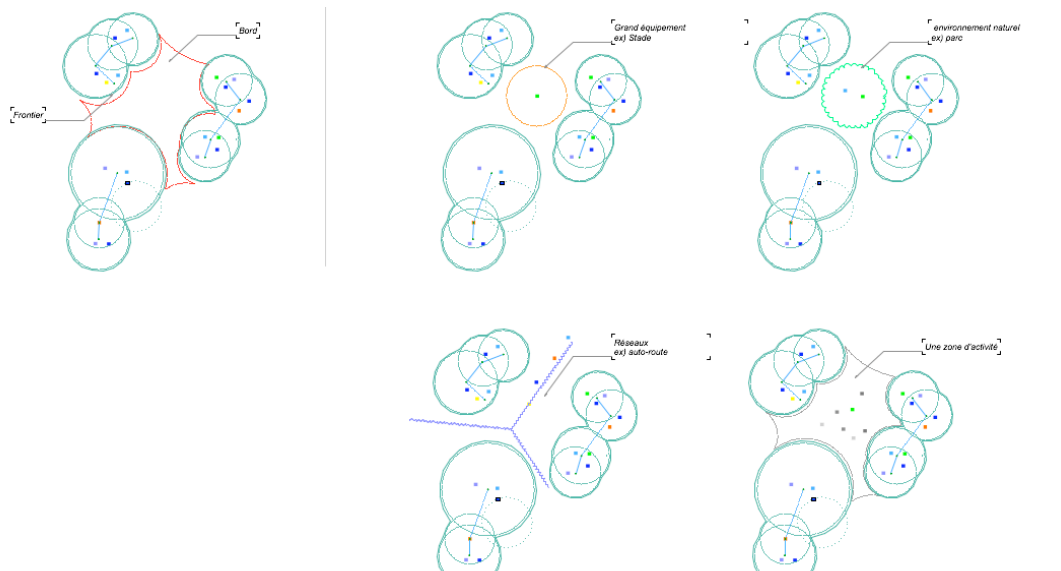 Bord
Frontier
Grand équipement
ex) Stade
environnement naturel
ex) parc
Réseaux
ex) auto-route
Une zone d'activité